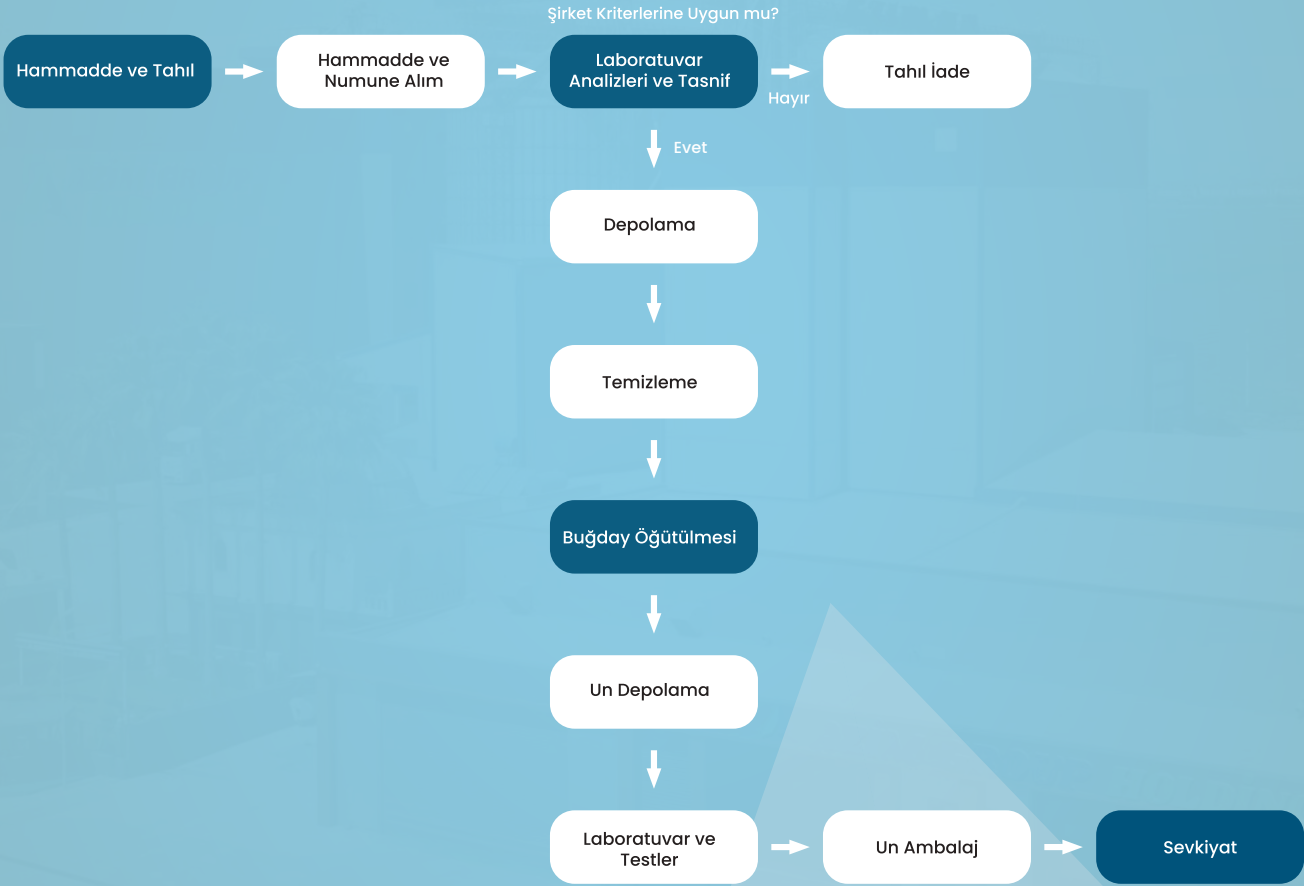 Şirket Kriterlerine Uygun mu?
Hammadde ve Tahıl
Hammadde ve
Numune Alım
Laboratuvar
Analizleri ve Tasnif
Hayır
Tahıl İade
Evet
Depolama
Temizleme
Buğday Öğütülmesi
Un Depolama
Laboratuvar ve
Testler
Un Ambalaj
Sevkiyat